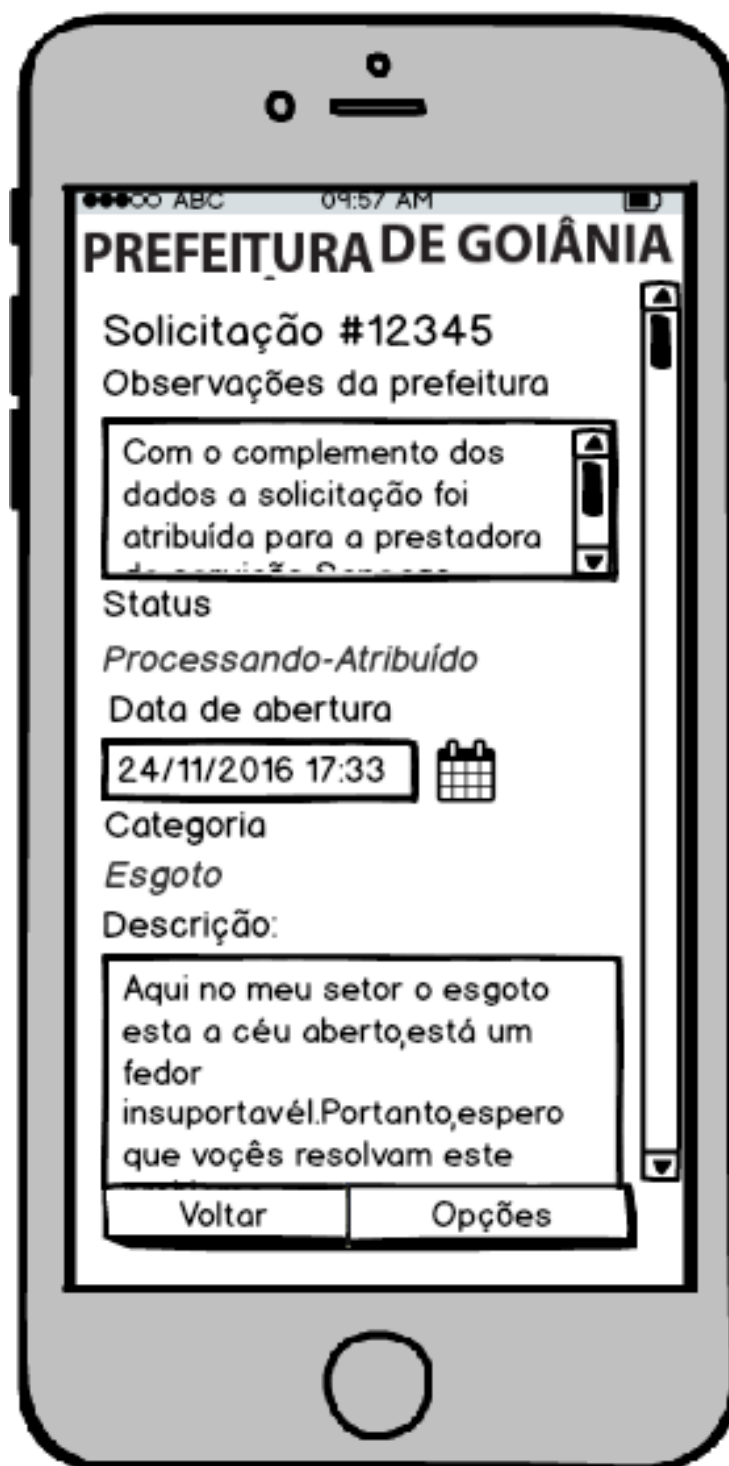 ABC 09:57 AM
PREFEITURA DE GOIÂNIA
Solicitação #12345
Observações da prefeitura
Com o complemento dos
dados a solicitação foi
atribuída para a prestadora
Status
Processando-Atribuído
Data de abertura
24/11/2016 17:33
Categoria
Esgoto
Descrição:
Aqui no meu setor o esgoto
esta a céu aberto,está um
fedor
insuportavél.Portanto,espero
que voçês resolvam este
Voltar Opções